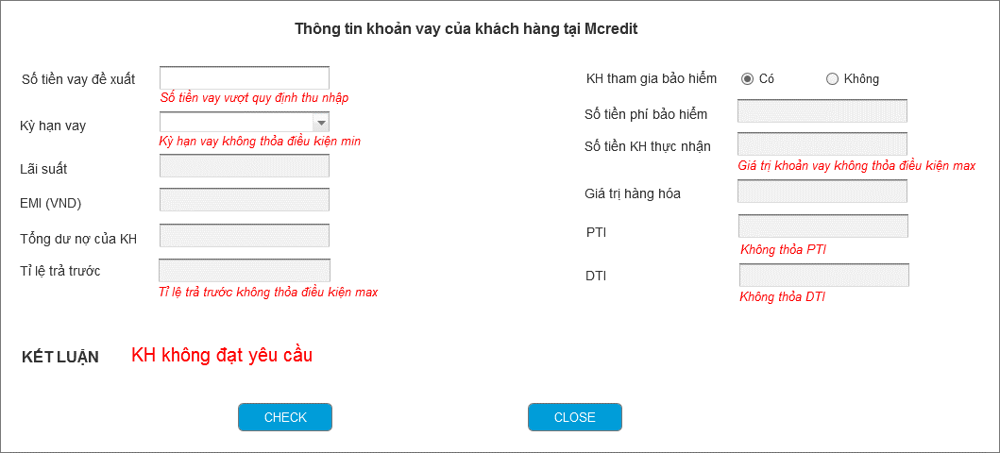 Thông tin khoản vay của khách hàng tại Mcredit
Số tiền vay đề xuất
Số tiền vay vượt quy định thu nhập
Kỳ hạn vay
Kỳ hạn vay không thỏa điều kiện min
Lãi suất
EMI (VND)
Tổng dư nợ của KH
Tỉ lệ trả trước
Tỉ lệ trả trước không thỏa điều kiện max
KH tham gia bảo hiểm
Có
Không
Số tiền phí bảo hiểm
Số tiền KH thực nhận
Giá trị khoản vay không thỏa điều kiện max
Giá trị hàng hóa
PTI
Không thỏa PTI
DTI
Không thỏa DTI
KẾT LUẬN KH không đạt yêu cầu
CHECK CLOSE